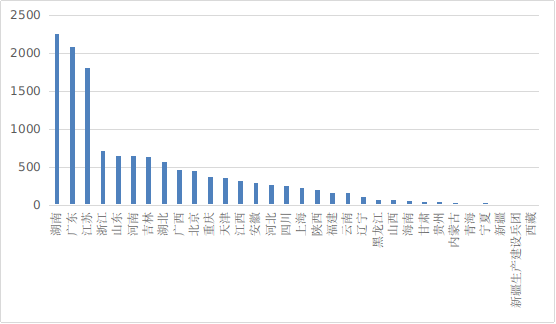 2500
2000
1500
1000
500
0
湖南
广东
江苏
浙江
山东
河南
吉林
湖北
广西
北京
重庆
天津
江西
安徽
河北
四川
上海
陕西
福建
云南
辽宁
黑龙江
山西
海南
甘肃
贵州
内蒙古
青海
宁夏
新疆
新疆生产建设兵团
西藏